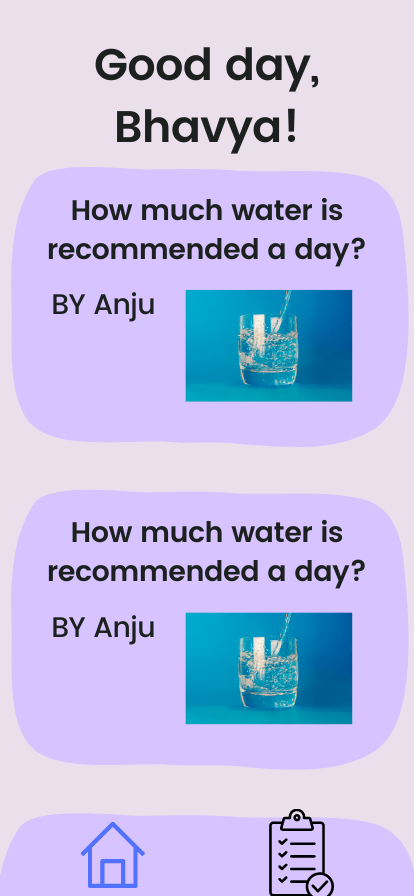 Good day,
Bhavya!
How much water is
recommended a day?
BY Anju
How much water is
recommended a day?
BY Anju